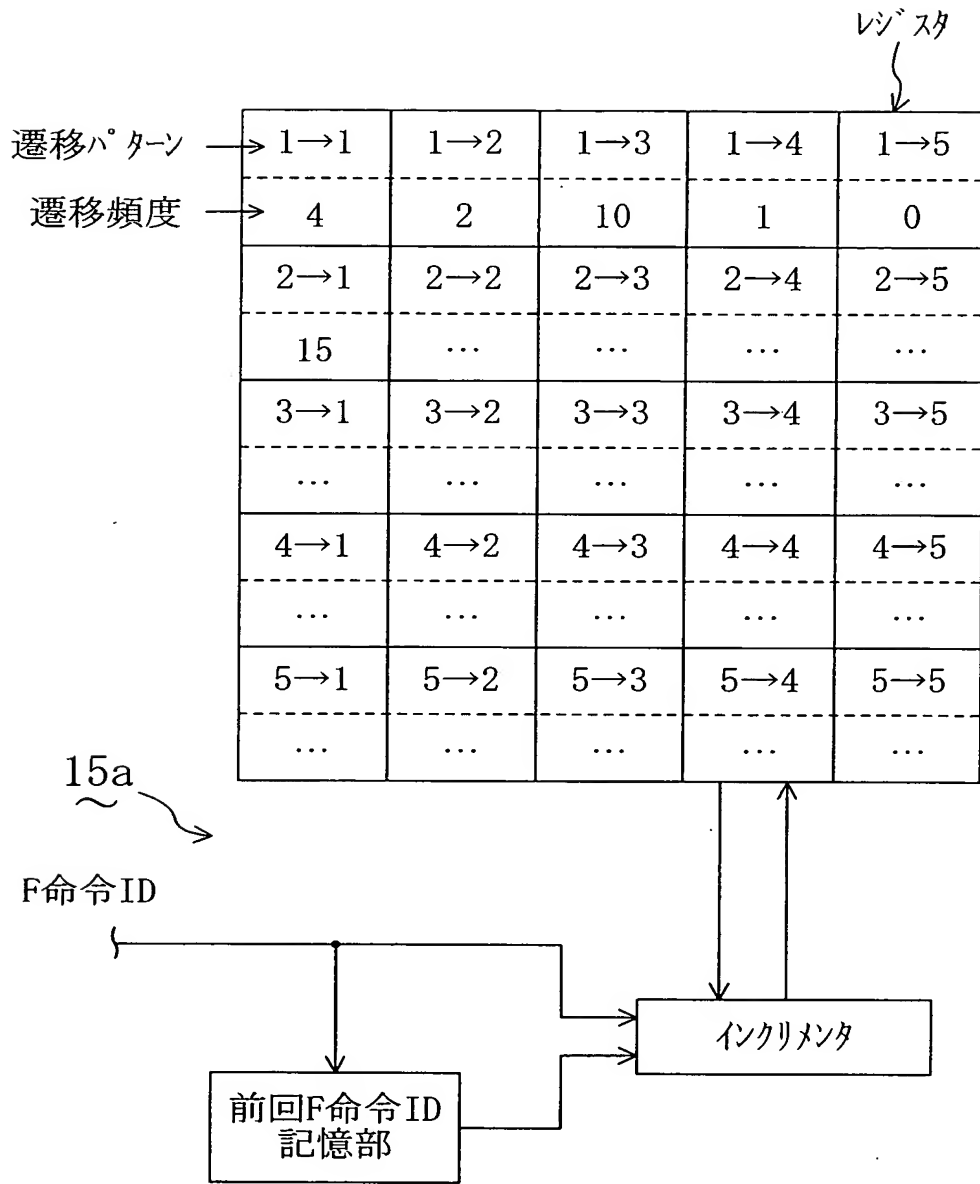 レジスタ
遷移パターン 1→1 1→2 1→3 1→4 1→5
遷移頻度 4 2 10 1 0
2→1 2→2 2→3 2→4 2→5
15 … … … …
3→1 3→2 3→3 3→4 3→5
… … … … …
4→1 4→2 4→3 4→4 4→5
… … … … …
5→1 5→2 5→3 5→4 5→5
… … … … …
15a
F命令ID
インクリメンタ
前回F命令ID
記憶部